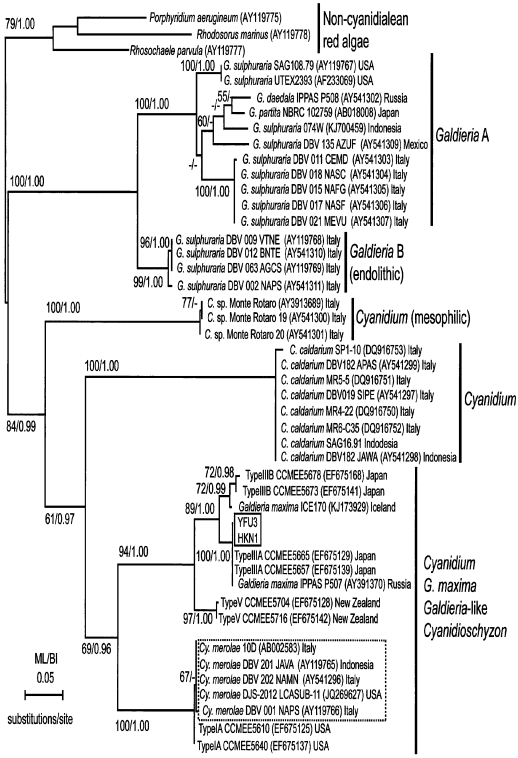 79/1.00
Porphyridium aerugineum (AY119775)
Rhodosorus marinus (AY119778)
Rhosochaele parvula (AY119777)
Non-cyanidialean
red algae
100/1.00
G. sulphuraria SAG108.79 (AY119767) USA
G. sulphuraria UTEX2393 (AF233069) USA
55/-
G. daedala IPPAS P508 (AY541302) Russia
-/-
G. partita NBRC 102759 (AB018008) Japan
100/1.00
60/-
G. sulphuraria 074W (KJ700459) Indonesia
G. sulphuraria DBV 135 AZUF (AY541309) Mexico
Galdieria A
-/-
G. sulphuraria DBV 011 CEMD (AY541303) Italy
G. sulphuraria DBV 018 NASC (AY541304) Italy
100/1.00
100/1.00
G. sulphuraria DBV 015 NAFG (AY541305) Italy
G. sulphuraria DBV 017 NASF (AY541306) Italy
G. sulphuraria DBV 021 MEVU (AY541307) Italy
96/1.00
G. sulphuraria DBV 009 VTNE (AY119768) Italy
G. sulphuraria DBV 012 BNTE (AY541310) Italy
G. sulphuraria DBV 063 AGCS (AY119769) Italy
99/1.00
G. sulphuraria DBV 002 NAPS (AY541311) Italy
Galdieria B
(endolithic)
100/1.00
77/-
C. sp. Monte Rotaro (AY3913689) Italy
C. sp. Monte Rotaro 19 (AY541300) Italy
C. sp. Monte Rotaro 20 (AY541301) Italy
Cyanidium (mesophilic)
84/0.99
100/1.00
C. caldarium SP1-10 (DQ916753) Italy
C. caldarium DBV182 APAS (AY541299) Italy
C. caldarium MR5-5 (DQ916751) Italy
C. caldarium DBV019 SIPE (AY541297) Italy
C. caldarium MR4-22 (DQ916750) Italy
C. caldarium MR6-C35 (DQ916752) Italy
C. caldarium SAG16.91 Indodesia
C. caldarium DBV182 JAWA (AY541298) Indonesia
Cyanidium
61/0.97
72/0.98
TypeIIIB CCMEE5678 (EF675168) Japan
72/0.99
TypeIIIB CCMEE5673 (EF675141) Japan
Galdieria maxima ICE170 (KJ173929) Iceland
89/1.00
YFU3
HKN1
94/1.00
100/1.00
TypeIIIA CCMEE5665 (EF675129) Japan
TypeIIIA CCMEE5657 (EF675139) Japan
Galdieria maxima IPPAS P507 (AY391370) Russia
TypeV CCMEE5704 (EF675128) New Zealand
97/1.00
TypeV CCMEE5716 (EF675142) New Zealand
Cyanidium
G. maxima
Galdieria-like
Cyanidioschyzon
69/0.96
67/-
Cy. merolae 10D (AB002583) Italy
Cy. merolae DBV 201 JAVA (AY119765) Indonesia
Cy. merolae DBV 202 NAMN (AY541296) Italy
Cy. merolae DJS-2012 LCASUB-11 (JQ269627) USA
Cy. merolae DBV 001 NAPS (AY119766) Italy
100/1.00
TypeIA CCMEE5610 (EF675125) USA
TypeIA CCMEE5640 (EF675137) USA
ML/BI
0.05
substitutions/site